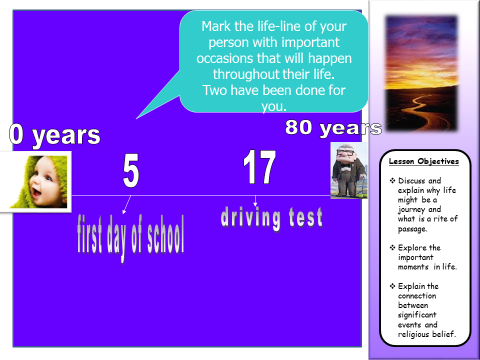 Mark the life-line of your
person with important
occasions that will happen
throughout their life.
Two have been done for
you.
0 years
80 years
5
17
first day of school
driving test
Lesson Objectives
❖ Discuss and
explain why life
might be a
journey and
what is a rite of
passage.
❖ Explore the
important
moments in life.
❖ Explain the
connection
between
significant
events and
religious belief.